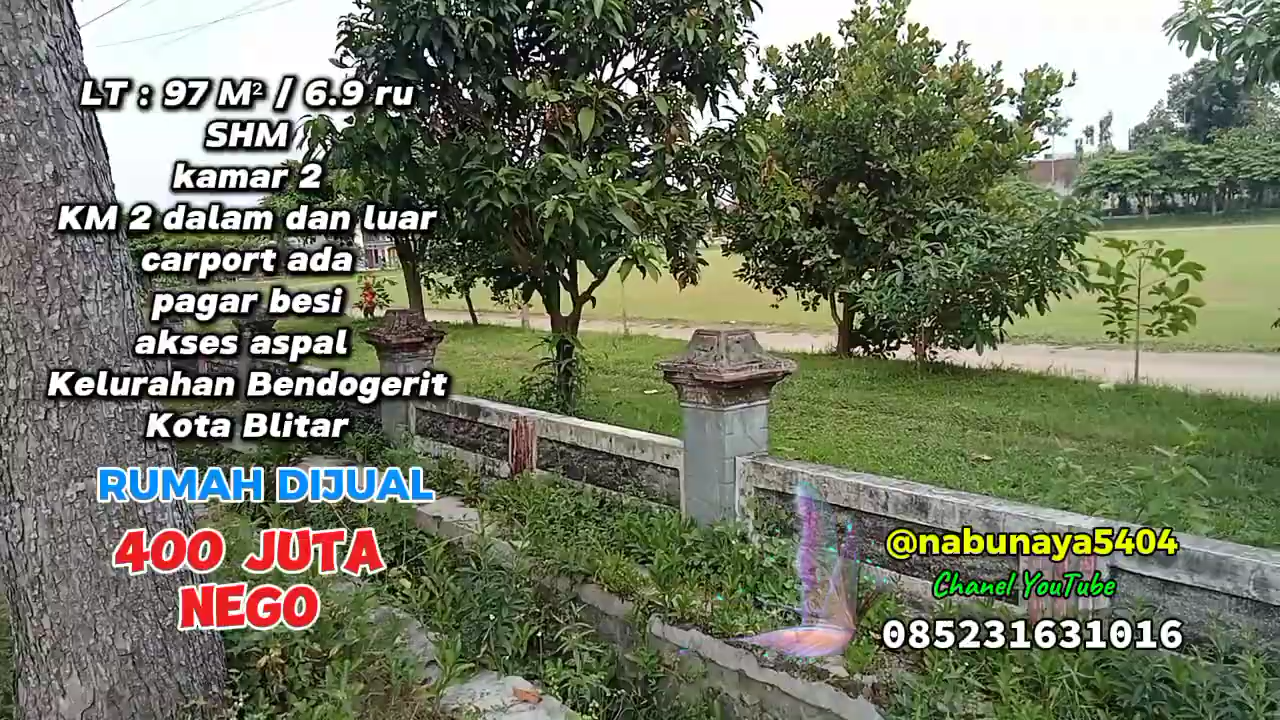 LT : 97 M² / 6.9 ru
SHM
kamar 2
KM 2 dalam dan luar
carport ada
pagar besi
akses aspal
Kelurahan Bendogerit
Kota Blitar
RUMAH DIJUAL
400 JUTA
NEGO
@nabunaya5404
Chanel YouTube
085231631016